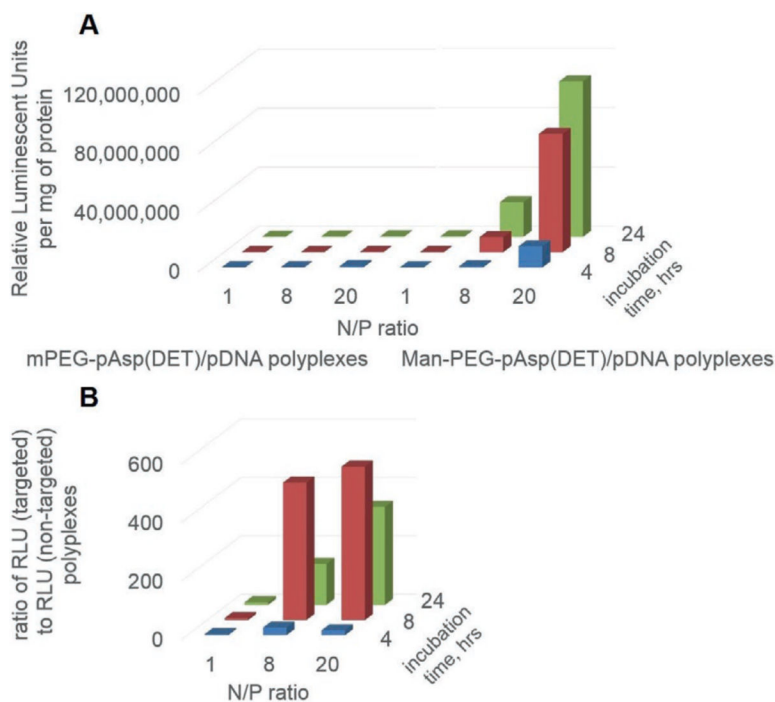 A
Relative Luminescent Units
per mg of protein
120,000,000
80,000,000
40,000,000
0
1 8 20 1 8 20
4
8
24
incubation
time, hrs
N/P ratio
mPEG-pAsp(DET)/pDNA polyplexes Man-PEG-pAsp(DET)/pDNA polyplexes
B
ratio of RLU (targeted)
to RLU (non-targeted)
polyplexes
600
400
200
0
1 8 20
4
8
24
incubation
time, hrs
N/P ratio